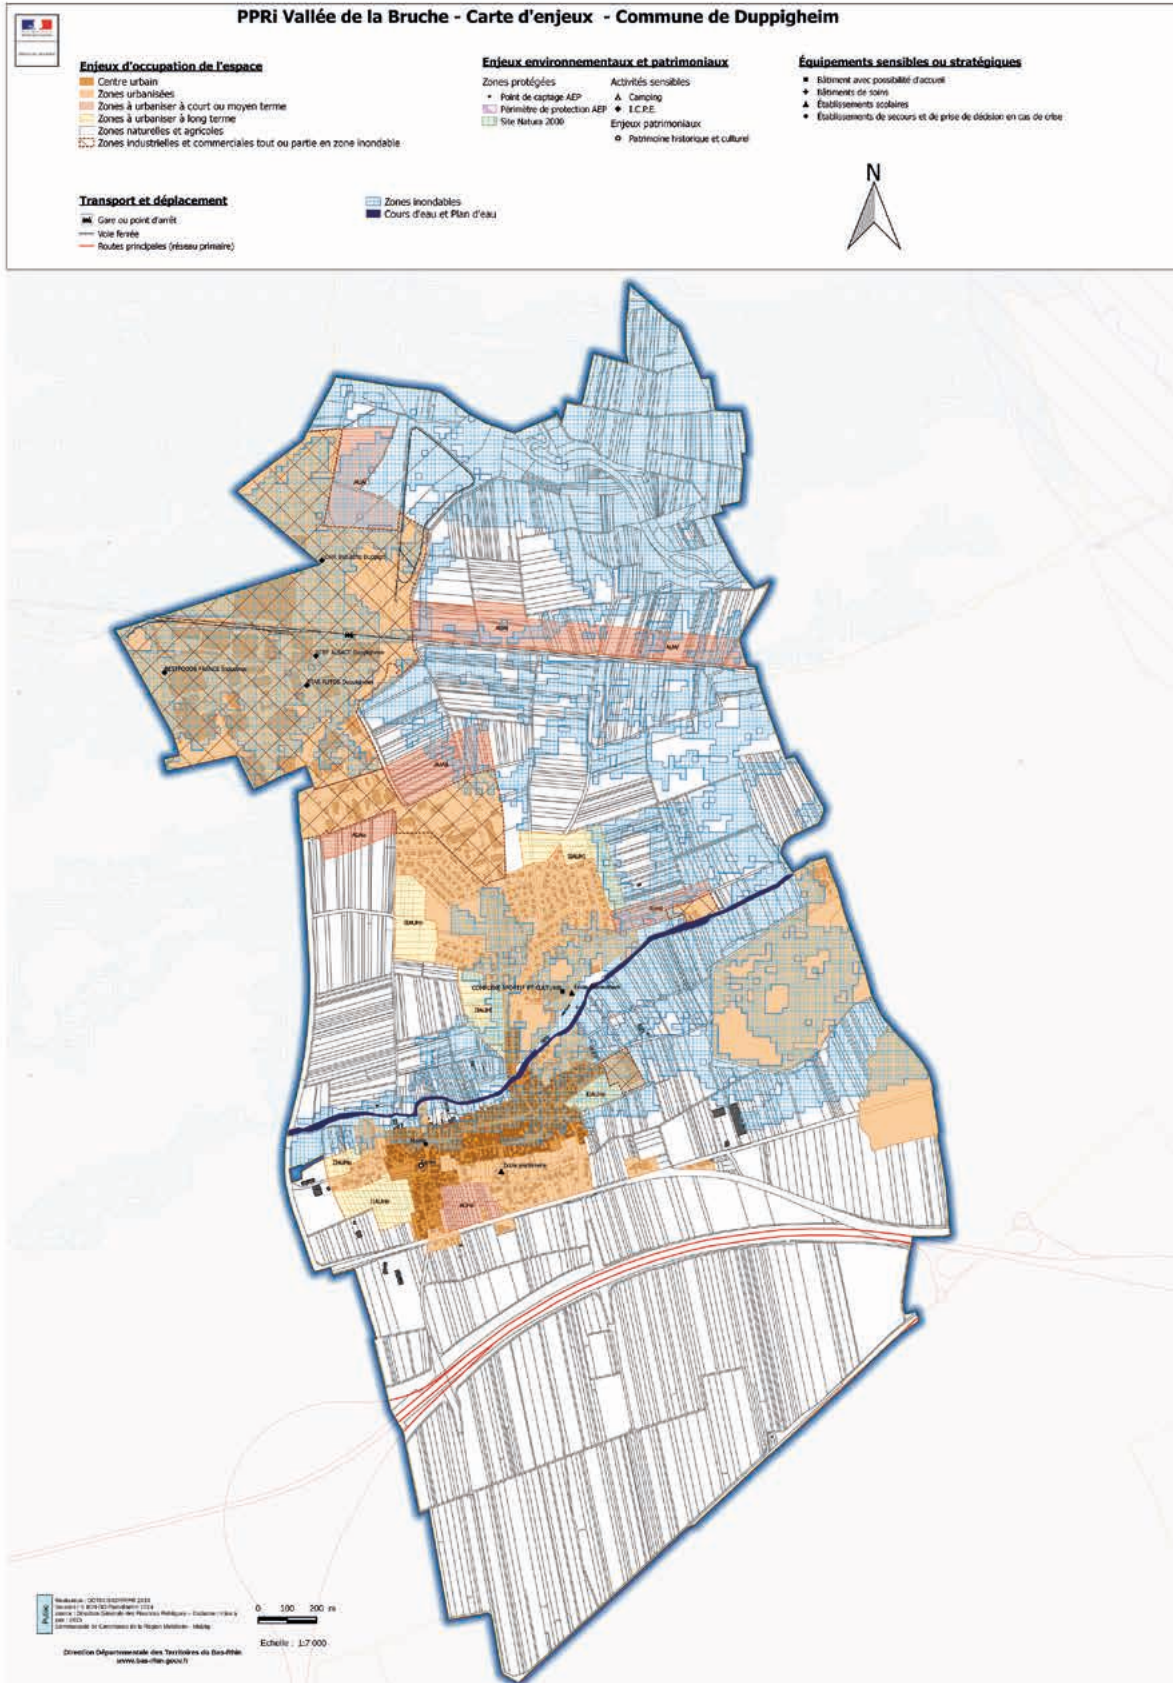 PPRi Vallée de la Bruche - Carte d'enjeux - Commune de Duppigheim
Enjeux d'occupation de l'espace
Centre urbain
Zones urbanisées
Zones à urbaniser à court ou moyen terme
Zones à urbaniser à long terme
Zones naturelles et agricoles
Zones industrielles et commerciales tout ou partie en zone inondable
Enjeux environnementaux et patrimoniaux
Zones protégées
Point de captage AEP
Périmètre de protection AEP
Site Natura 2000
Activités sensibles
Camping
I.C.P.E.
Enjeux patrimoniaux
Patrimoine historique et culturel
Équipements sensibles ou stratégiques
Bâtiment avec possibilité d'accueil
Bâtiments de soins
Établissements scolaires
Établissements de secours et de prise de décision en cas de crise
Transport et déplacement
Gare ou point d'arrêt
Voie ferrée
Routes principales (réseau primaire)
Zones inondables
Cours d'eau et Plan d'eau
N
Public
0 100 200 m
Echelle : 1:7 000
Direction Départementale des Territoires du Bas-Rhin
www.bas-rhin.gouv.fr